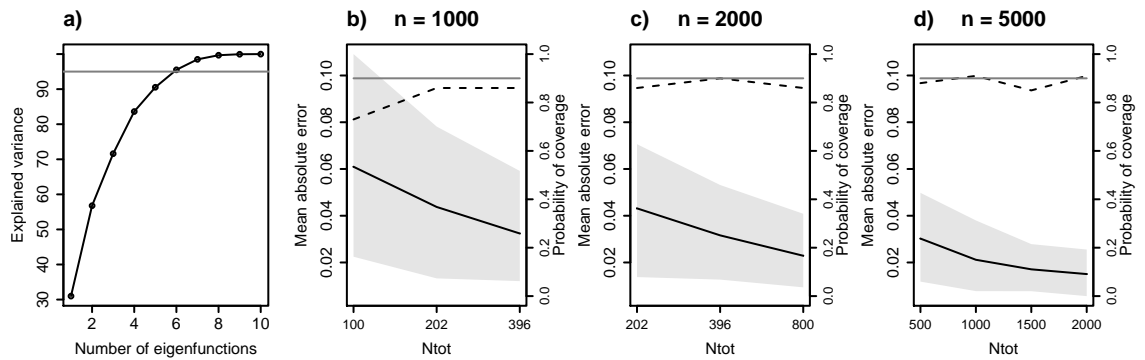 a)
Explained variance
30 40 50 60 70 80 90
2 4 6 8 10
Number of eigenfunctions
b) n = 1000
Mean absolute error
0.02 0.04 0.06 0.08 0.10
0.0 0.2 0.4 0.6 0.8 1.0
Probability of coverage
100 202 396
Ntot
c) n = 2000
Mean absolute error
0.02 0.04 0.06 0.08 0.10
0.0 0.2 0.4 0.6 0.8 1.0
Probability of coverage
202 396 800
Ntot
d) n = 5000
Mean absolute error
0.02 0.04 0.06 0.08 0.10
0.0 0.2 0.4 0.6 0.8 1.0
Probability of coverage
500 1000 1500 2000
Ntot